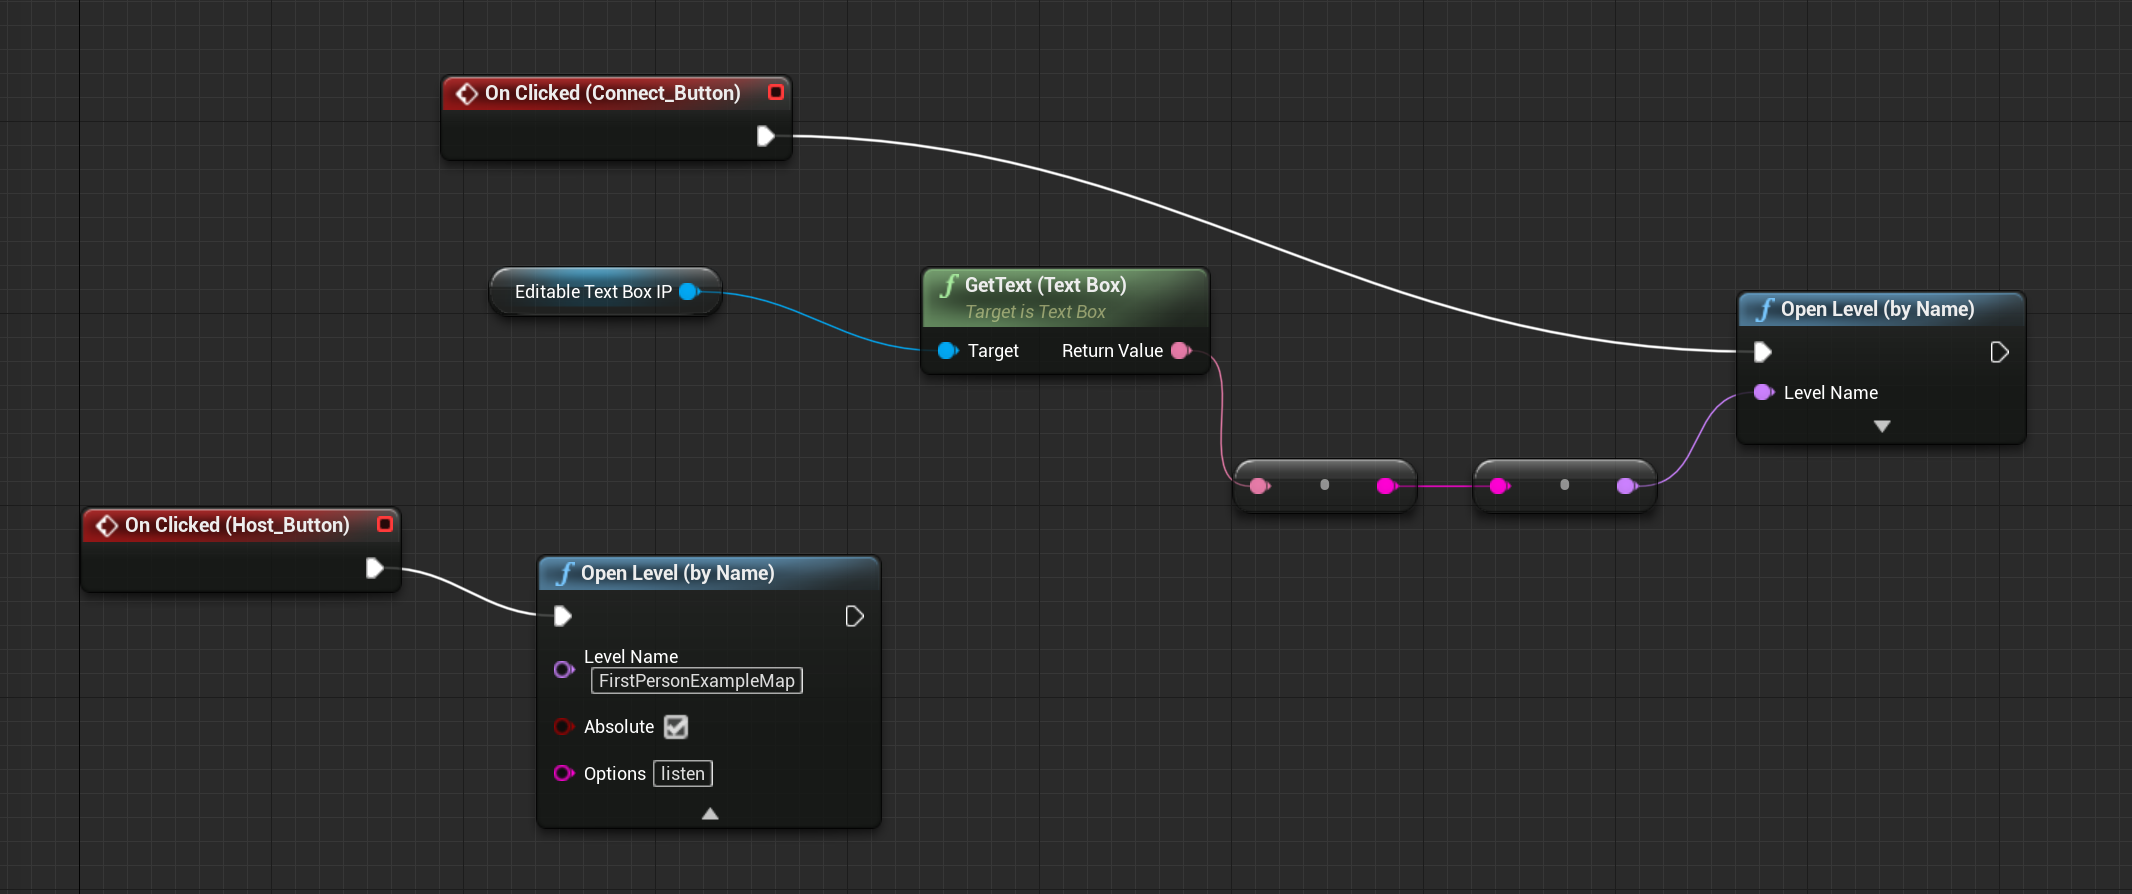 On Clicked (Connect_Button)
Editable Text Box IP
f GetText (Text Box)
Target is Text Box
Target Return Value
f Open Level (by Name)
Level Name
On Clicked (Host_Button)
f Open Level (by Name)
Level Name
FirstPersonExampleMap
Absolute
Options listen